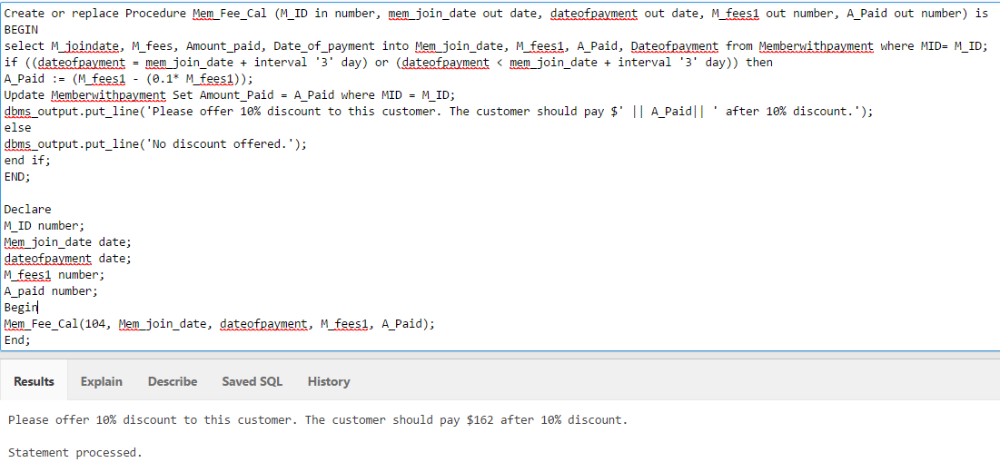 Create or replace Procedure Mem_Fee_Cal (M_ID in number, mem_join_date out date, dateofpayment out date, M_fees1 out number, A_Paid out number) is
BEGIN
select M_joindate, M_fees, Amount_paid, Date_of_payment into Mem_join_date, M_fees1, A_Paid, Dateofpayment from Memberwithpayment where MID= M_ID;
if ((dateofpayment = mem_join_date + interval '3' day) or (dateofpayment < mem_join_date + interval '3' day)) then
A_Paid := (M_fees1 - (0.1* M_fees1));
Update Memberwithpayment Set Amount_Paid = A_Paid where MID = M_ID;
dbms_output.put_line('Please offer 10% discount to this customer. The customer should pay $' || A_Paid|| ' after 10% discount.');
else
dbms_output.put_line('No discount offered.');
end if;
END;

Declare
M_ID number;
Mem_join_date date;
dateofpayment date;
M_fees1 number;
A_paid number;
Begin
Mem_Fee_Cal(104, Mem_join_date, dateofpayment, M_fees1, A_Paid);
End;
Results Explain Describe Saved SQL History
Please offer 10% discount to this customer. The customer should pay $162 after 10% discount.
Statement processed.